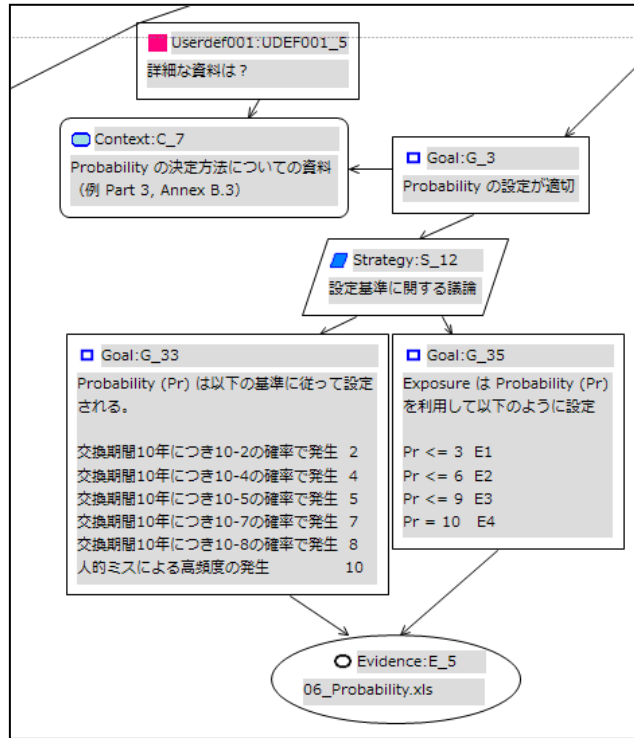 Userdef001:UDEF001_5
詳細な資料は？
Context:C_7
Probability の決定方法についての資料
（例 Part 3, Annex B.3）
Goal:G_3
Probability の設定が適切
Strategy:S_12
設定基準に関する議論
Goal:G_33
Probability (Pr) は以下の基準に従って設定
される。
交換期間10年につき10-2の確率で発生 2
交換期間10年につき10-4の確率で発生 4
交換期間10年につき10-5の確率で発生 5
交換期間10年につき10-7の確率で発生 7
交換期間10年につき10-8の確率で発生 8
人的ミスによる高頻度の発生 10
Goal:G_35
Exposure は Probability (Pr)
を利用して以下のように設定
Pr <= 3 E1
Pr <= 6 E2
Pr <= 9 E3
Pr = 10 E4
Evidence:E_5
06_Probability.xls